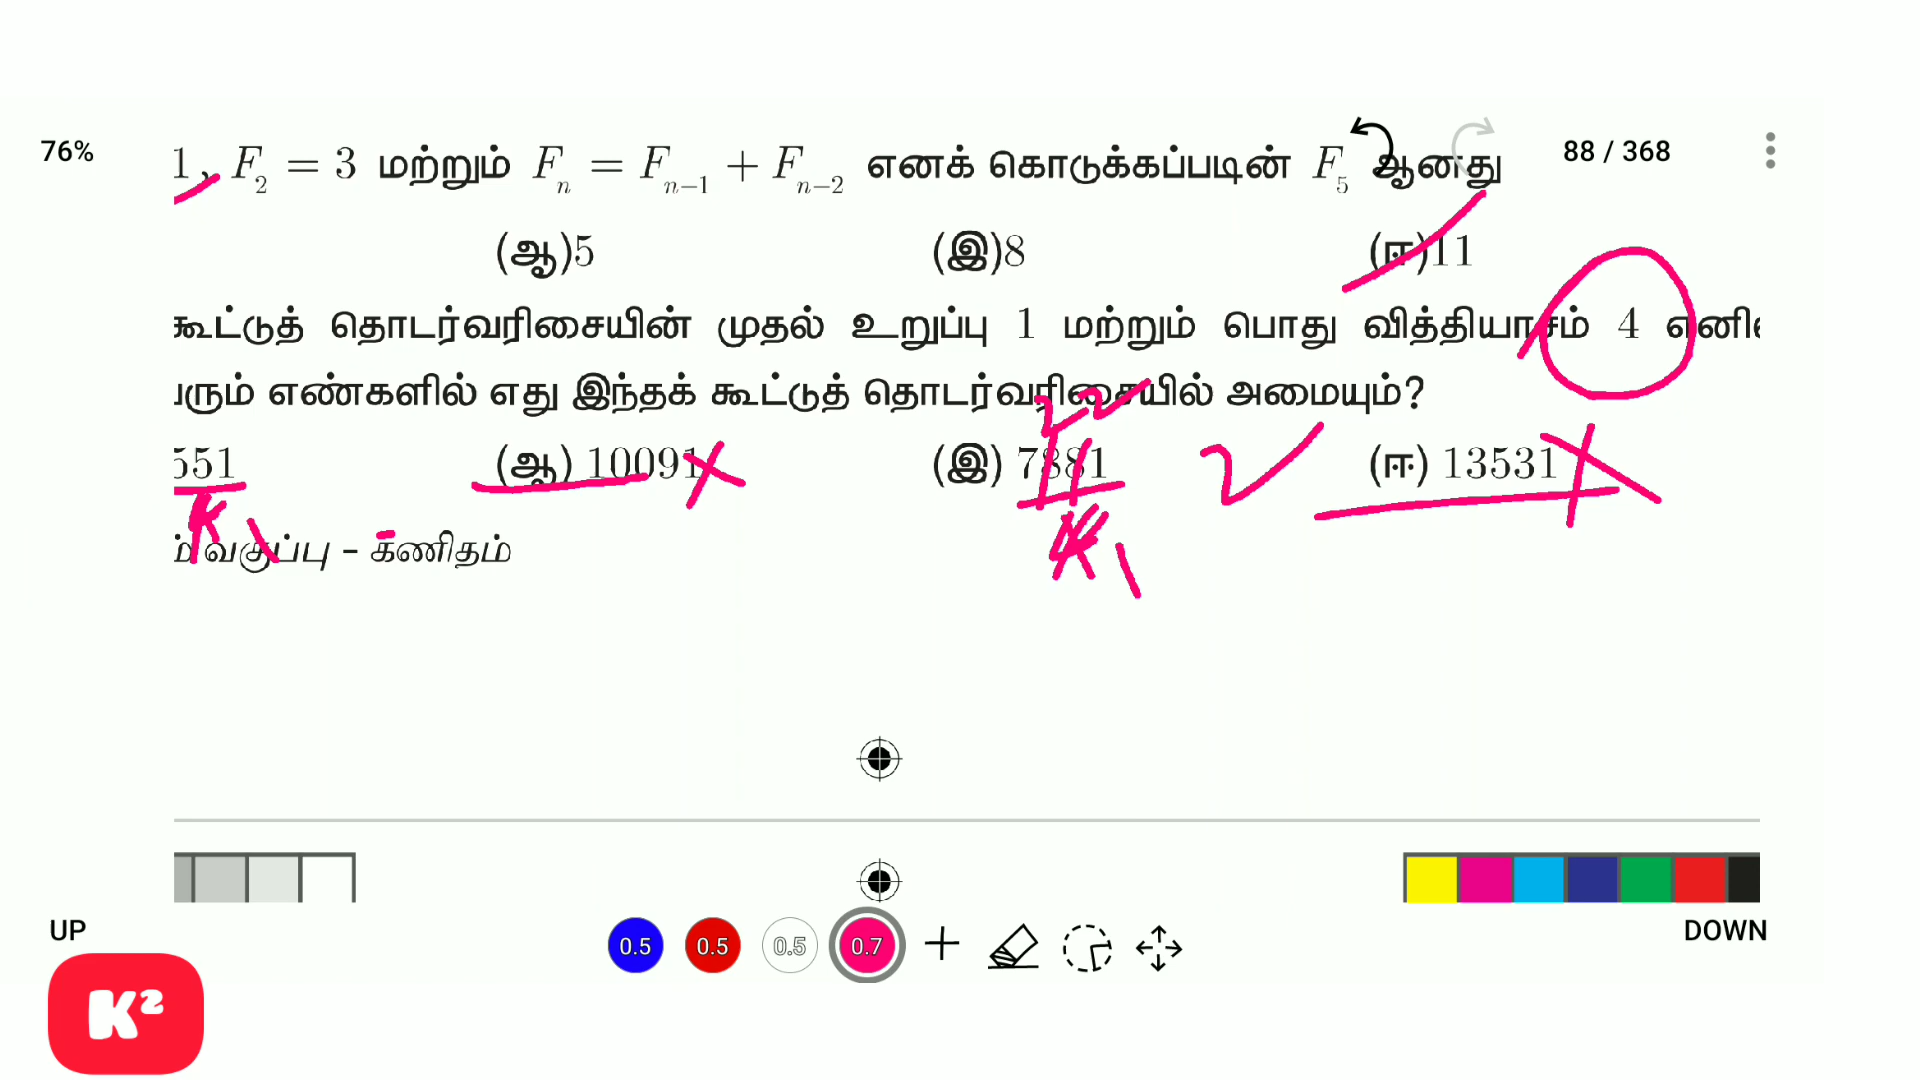 76%
1, F₂ = 3 மற்றும் Fₙ = Fₙ₋₁ + Fₙ₋₂ எனக் கொடுக்கப்படின் F₅ ஆனது
88 / 368
(ஆ)5 (இ)8 (ஈ)11
கூட்டுத் தொடர்வரிசையின் முதல் உறுப்பு 1 மற்றும் பொது வித்தியாசம் 4
எண்களில் எது இந்தக் கூட்டுத் தொடர்வரிசையில் அமையும்?
551 (ஆ) 10091 (இ) 7881 (ஈ) 13531
வகுப்பு - கணிதம்
UP
DOWN
0.5 0.5 0.5 0.7
K²